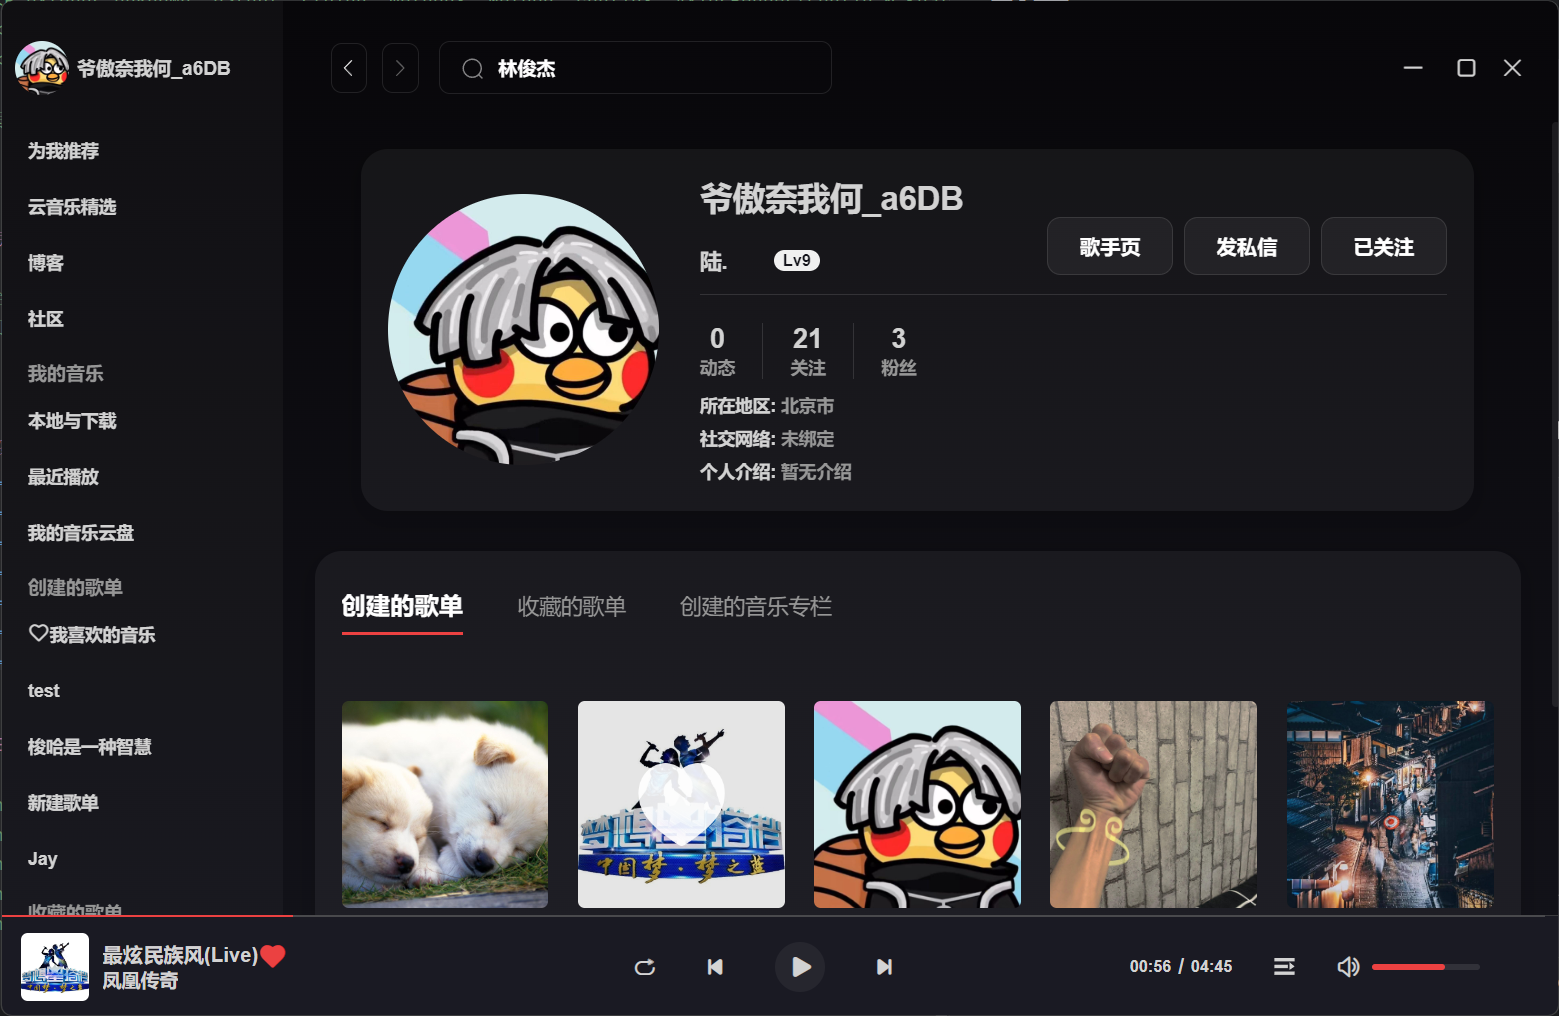 爷傲奈我何_a6DB
林俊杰
为我推荐
云音乐精选
博客
社区
我的音乐
本地与下载
最近播放
我的音乐云盘
创建的歌单
我喜欢的音乐
test
梭哈是一种智慧
新建歌单
Jay
收藏的歌单
爷傲奈我何_a6DB
陆.
Lv9
歌手页
发私信
已关注
0
动态
21
关注
3
粉丝
所在地区: 北京市
社交网络: 未绑定
个人介绍: 暂无介绍
创建的歌单
收藏的歌单
创建的音乐专栏
中国梦·梦之蓝
最炫民族风(Live)
凤凰传奇
00:56 / 04:45